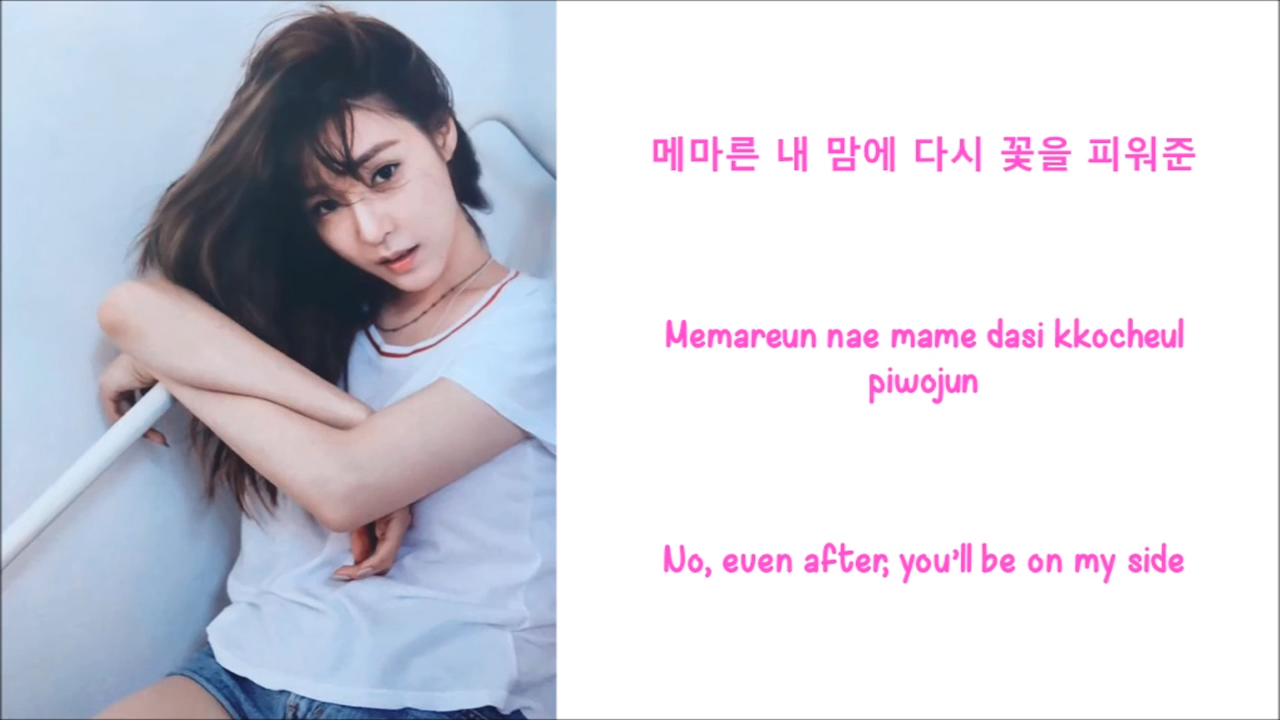 메마른 내 맘에 다시 꽃을 피워준
Memareun nae mame dasi kkocheul
piwojun
No, even after, you'll be on my side